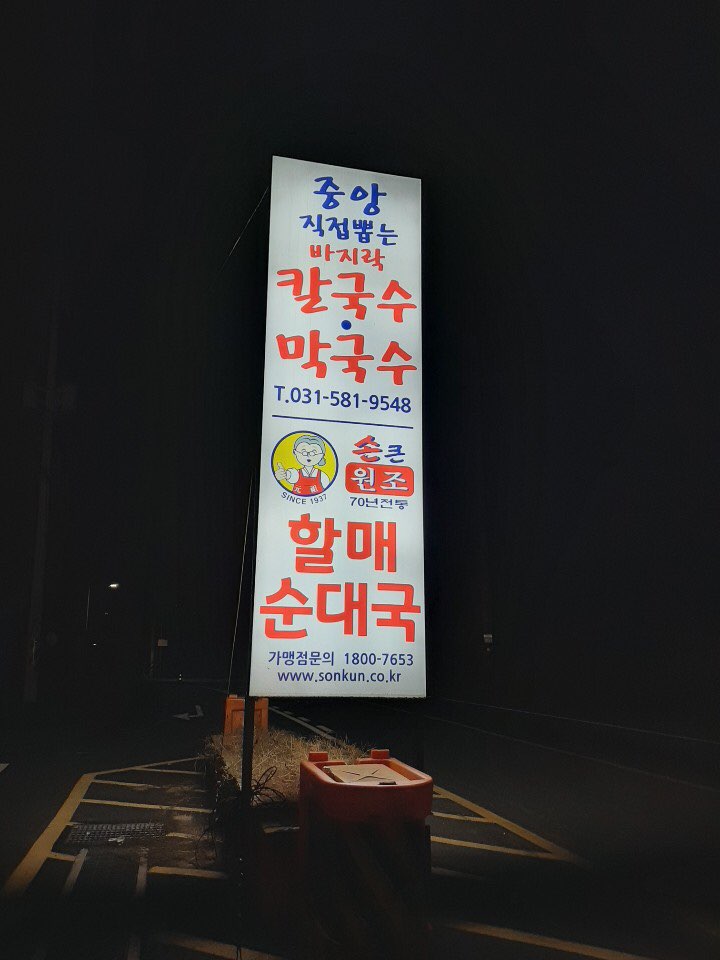 중앙
직접뽑는
바지락
칼국수
·
막국수
T.031-581-9548
SINCE 1937
손큰
원조
70년전통
할매
순대국
가맹점문의 1800-7653
www.sonkun.co.kr